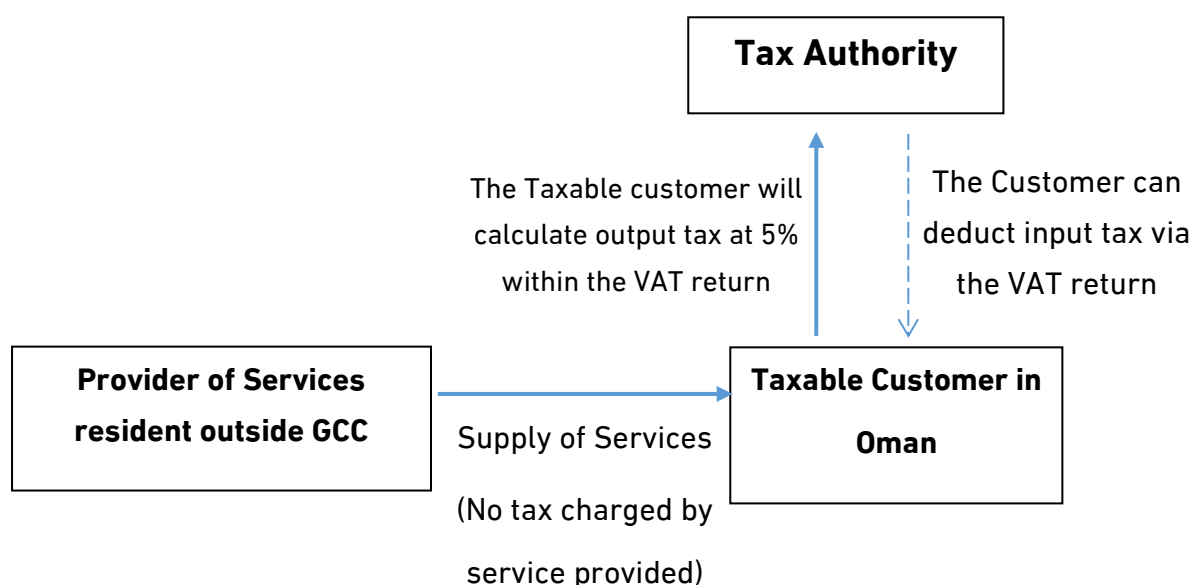 Tax Authority
The Taxable customer will
calculate output tax at 5%
within the VAT return
The Customer can
deduct input tax via
the VAT return
Provider of Services
resident outside GCC
Supply of Services
(No tax charged by
service provided)
Taxable Customer in
Oman